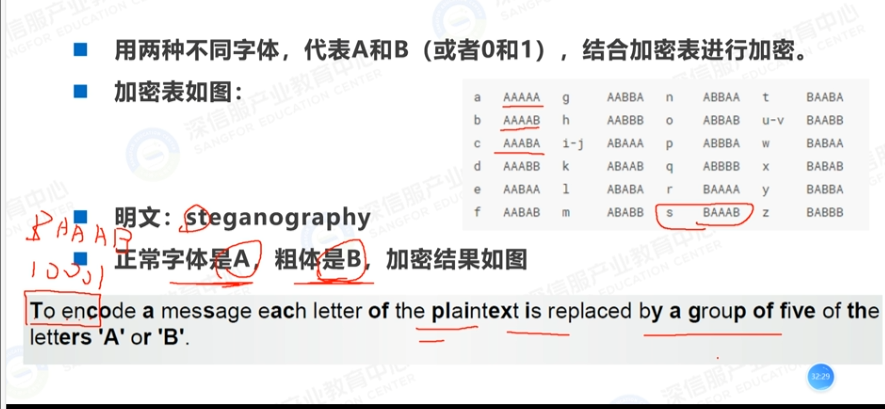 用两种不同字体，代表A和B（或者0和1），结合加密表进行加密。
加密表如图：
a AAAAA g AABBA n ABBAA t BAABA
b AAAAB h AABBB o ABBAB u-v BAABB
c AAABA i-j ABAAA p ABBBA w BABAA
d AAABB k ABAAB q ABBBB x BABAB
e AABAA l ABABA r BAAAA y BABBA
f AABAB m ABABB s BAAAB z BABBB
明文：steganography
BAAAB
正常字体是A，粗体是B，加密结果如图
10001
To encode a message each letter of the plaintext is replaced by a group of five of the
letters 'A' or 'B'.
12:29
深信服产业教育中心
SANGFOR EDUCATION CENTER